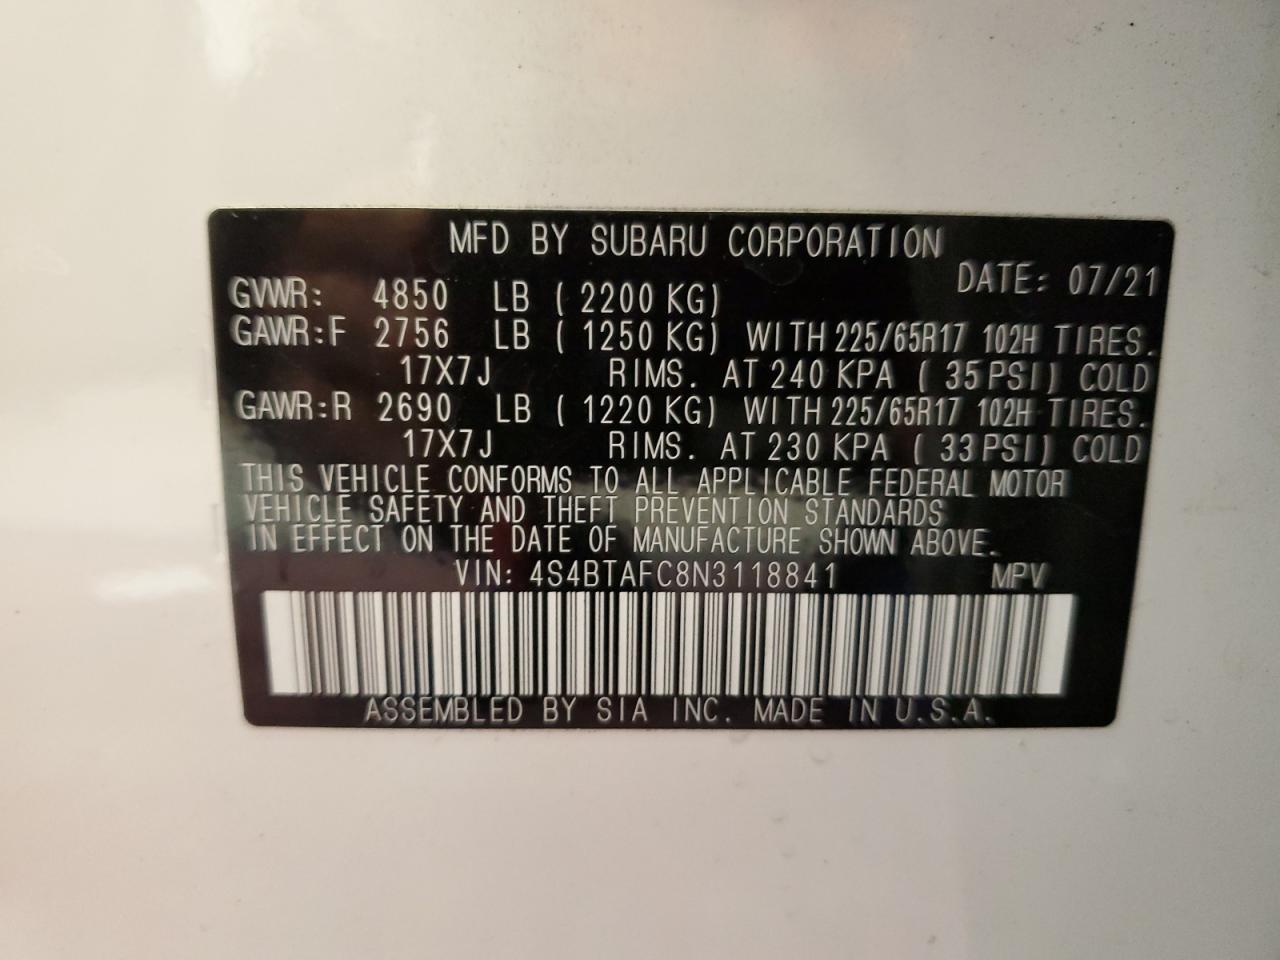 MFD BY SUBARU CORPORATION
DATE: 07/21
GVWR: 4850 LB (2200 KG)
GAWR:F 2756 LB (1250 KG) WITH 225/65R17 102H TIRES.
17X7J RIMS. AT 240 KPA (35 PSI) COLD
GAWR:R 2690 LB (1220 KG) WITH 225/65R17 102H TIRES.
17X7J RIMS. AT 230 KPA (33 PSI) COLD
THIS VEHICLE CONFORMS TO ALL APPLICABLE FEDERAL MOTOR
VEHICLE SAFETY AND THEFT PREVENTION STANDARDS
IN EFFECT ON THE DATE OF MANUFACTURE SHOWN ABOVE.
VIN: 4S4BTAFC8N3118841 MPV
ASSEMBLED BY SIA INC. MADE IN U.S.A.